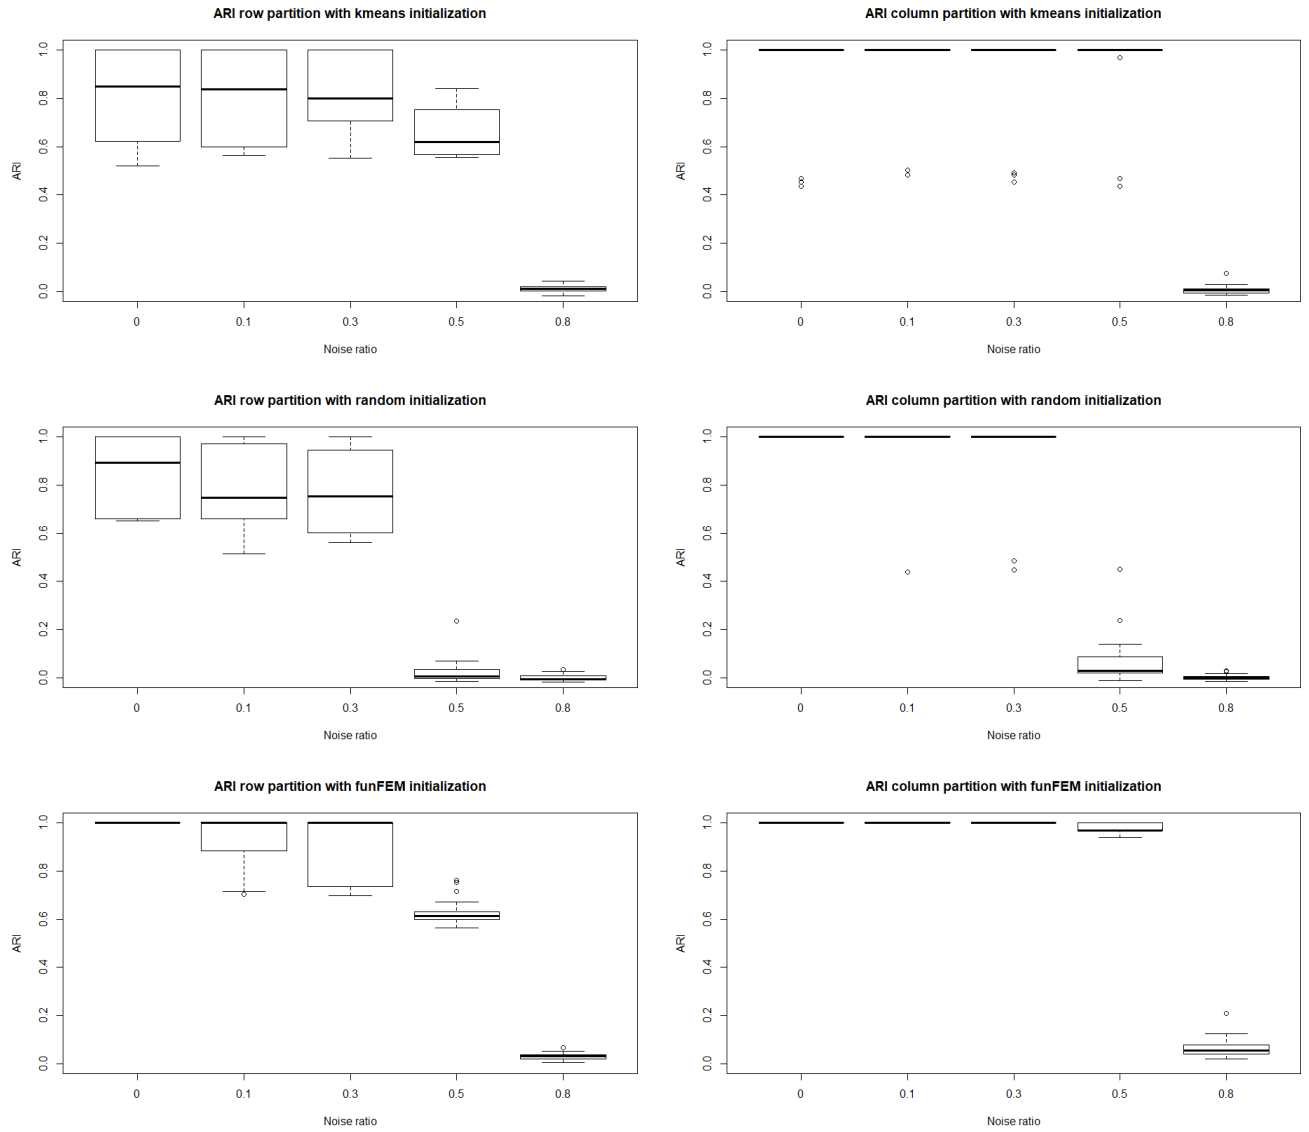 ARI row partition with kmeans initialization
ARI
1.0
0.8
0.6
0.4
0.2
0.0
0 0.1 0.3 0.5 0.8
Noise ratio
ARI column partition with kmeans initialization
ARI
1.0
0.8
0.6
0.4
0.2
0.0
0 0.1 0.3 0.5 0.8
Noise ratio
ARI row partition with random initialization
ARI
1.0
0.8
0.6
0.4
0.2
0.0
0 0.1 0.3 0.5 0.8
Noise ratio
ARI column partition with random initialization
ARI
1.0
0.8
0.6
0.4
0.2
0.0
0 0.1 0.3 0.5 0.8
Noise ratio
ARI row partition with funFEM initialization
ARI
1.0
0.8
0.6
0.4
0.2
0.0
0 0.1 0.3 0.5 0.8
Noise ratio
ARI column partition with funFEM initialization
ARI
1.0
0.8
0.6
0.4
0.2
0.0
0 0.1 0.3 0.5 0.8
Noise ratio